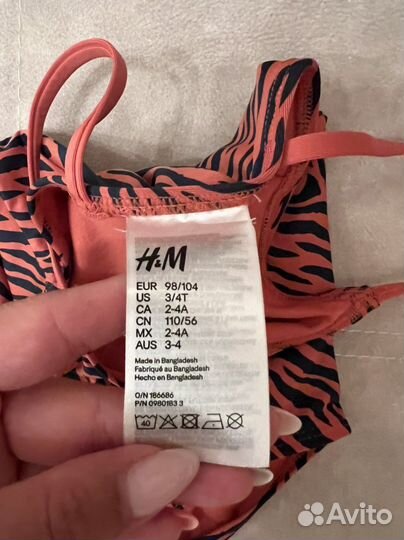 H&M
EUR 98/104
US 3/4T
CA 2-4A
CN 110/56
MX 2-4A
AUS 3-4
Made in Bangladesh
Fabriqué au Bangladesh
Hecho en Bangladesh
O/N 186686
P/N 0980183 3
40
Avito